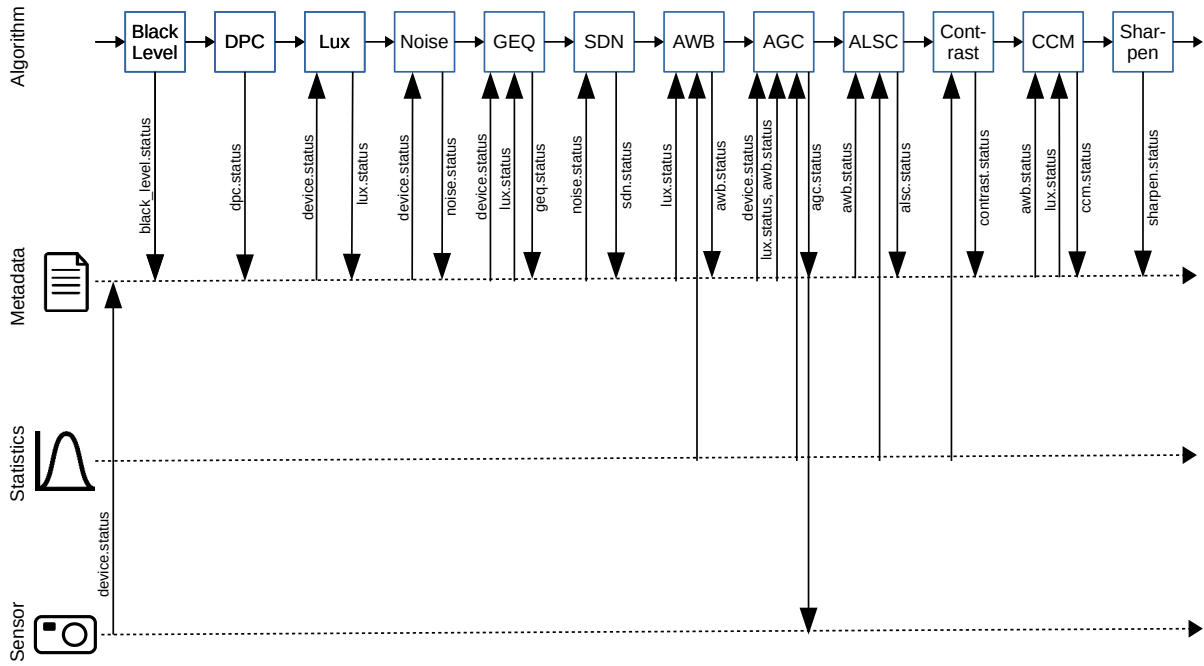 Algorithm
Black
Level
DPC
Lux
Noise
GEQ
SDN
AWB
AGC
ALSC
Cont-
rast
CCM
Shar-
pen
black_level.status
dpc.status
device.status
lux.status
device.status
noise.status
device.status
lux.status
geq.status
noise.status
sdn.status
lux.status
awb.status
device.status
lux.status, awb.status
agc.status
awb.status
alsc.status
contrast.status
awb.status
lux.status
ccm.status
sharpen.status
Metadata
Statistics
device.status
Sensor